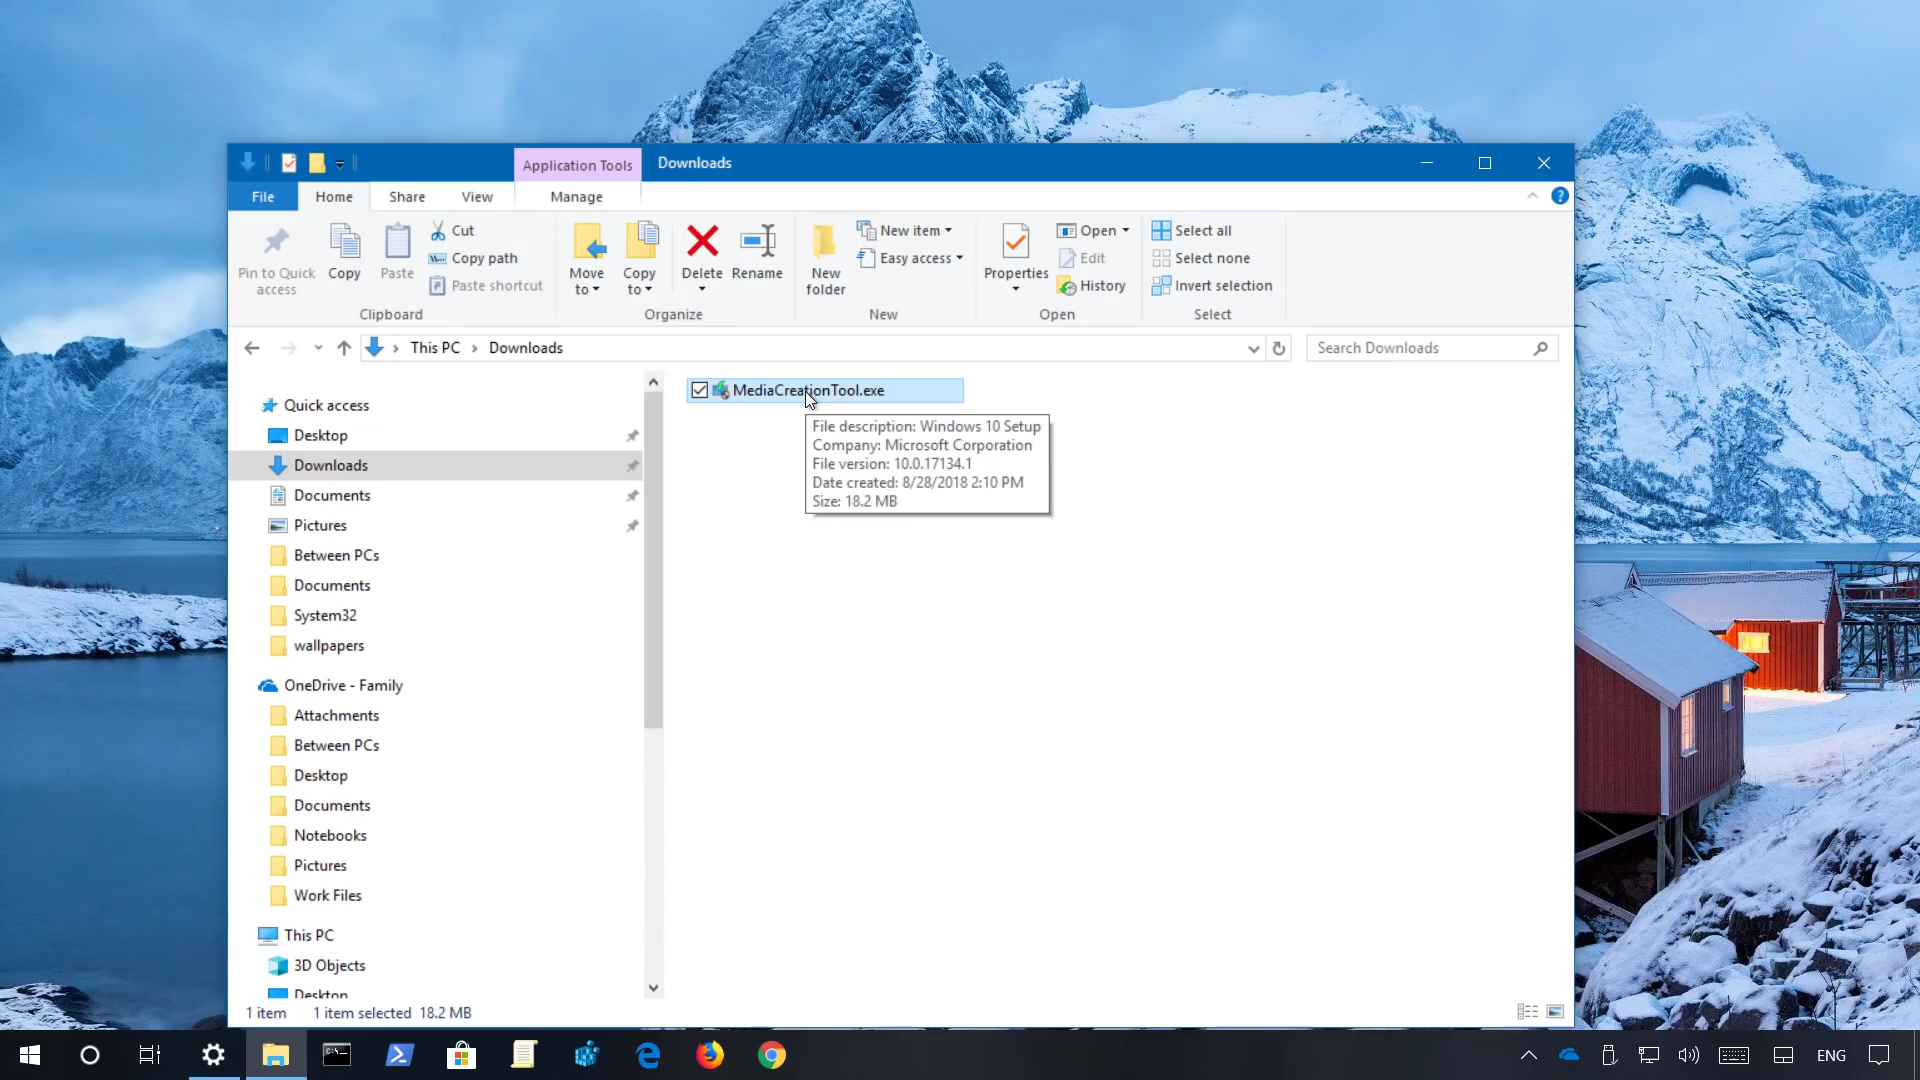 Application Tools
Downloads
File
Home
Share
View
Manage
Pin to Quick access
Copy
Paste
Cut
Copy path
Paste shortcut
Clipboard
Move to
Copy to
Delete
Rename
Organize
New folder
New item
Easy access
New
Properties
Open
Edit
History
Open
Select all
Select none
Invert selection
Select
This PC
Downloads
Search Downloads
Quick access
Desktop
Downloads
Documents
Pictures
Between PCs
Documents
System32
wallpapers
OneDrive - Family
Attachments
Between PCs
Desktop
Documents
Notebooks
Pictures
Work Files
This PC
3D Objects
Desktop
MediaCreationTool.exe
File description: Windows 10 Setup
Company: Microsoft Corporation
File version: 10.0.17134.1
Date created: 8/28/2018 2:10 PM
Size: 18.2 MB
1 item
1 item selected 18.2 MB
ENG